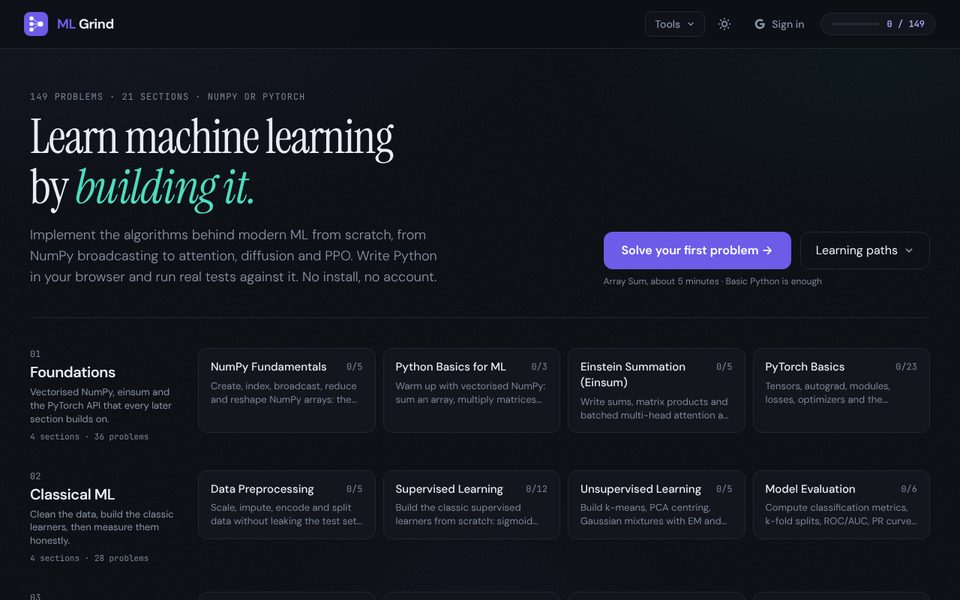 ML Grind
Tools
Sign in
0 / 149
149 PROBLEMS · 21 SECTIONS · NUMPY OR PYTORCH
Learn machine learning
by building it.
Implement the algorithms behind modern ML from scratch, from
NumPy broadcasting to attention, diffusion and PPO. Write Python
in your browser and run real tests against it. No install, no account.
Solve your first problem →
Learning paths
Array Sum, about 5 minutes · Basic Python is enough
01
Foundations
Vectorised NumPy, einsum and
the PyTorch API that every later
section builds on.
4 sections · 36 problems
NumPy Fundamentals 0/5
Create, index, broadcast, reduce
and reshape NumPy arrays: the...
Python Basics for ML 0/3
Warm up with vectorised NumPy:
sum an array, multiply matrices...
Einstein Summation
(Einsum) 0/5
Write sums, matrix products and
batched multi-head attention a...
PyTorch Basics 0/23
Tensors, autograd, modules,
losses, optimizers and the...
02
Classical ML
Clean the data, build the classic
learners, then measure them
honestly.
4 sections · 28 problems
Data Preprocessing 0/5
Scale, impute, encode and split
data without leaking the test set...
Supervised Learning 0/12
Build the classic supervised
learners from scratch: sigmoid...
Unsupervised Learning 0/5
Build k-means, PCA centring,
Gaussian mixtures with EM and...
Model Evaluation 0/6
Compute classification metrics,
k-fold splits, ROC/AUC, PR curve...
03